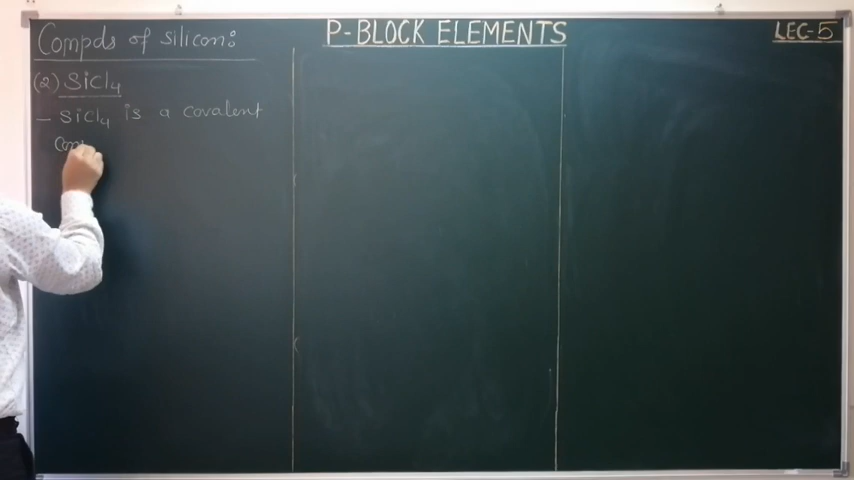 P-BLOCK ELEMENTS
LEC-5
Compds of silicon:
(2) SiCl4
- SiCl4 is a covalent